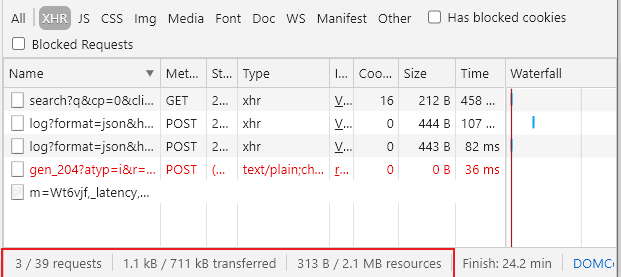 All XHR JS CSS Img Media Font Doc WS Manifest Other Has blocked cookies
Blocked Requests
Name Met... St... Type I... Coo... Size Time Waterfall
search?q&cp=0&cli... GET 2... xhr V... 16 212 B 458 ...
log?format=json&h... POST 2... xhr V... 0 444 B 107 ...
log?format=json&h... POST 2... xhr V... 0 443 B 82 ms
gen_204?atyp=i&r=... POST (... text/plain;ch... r... 0 0 B 36 ms
m=Wt6vjf,_latency,...
3 / 39 requests 1.1 kB / 711 kB transferred 313 B / 2.1 MB resources Finish: 24.2 min DOMCo